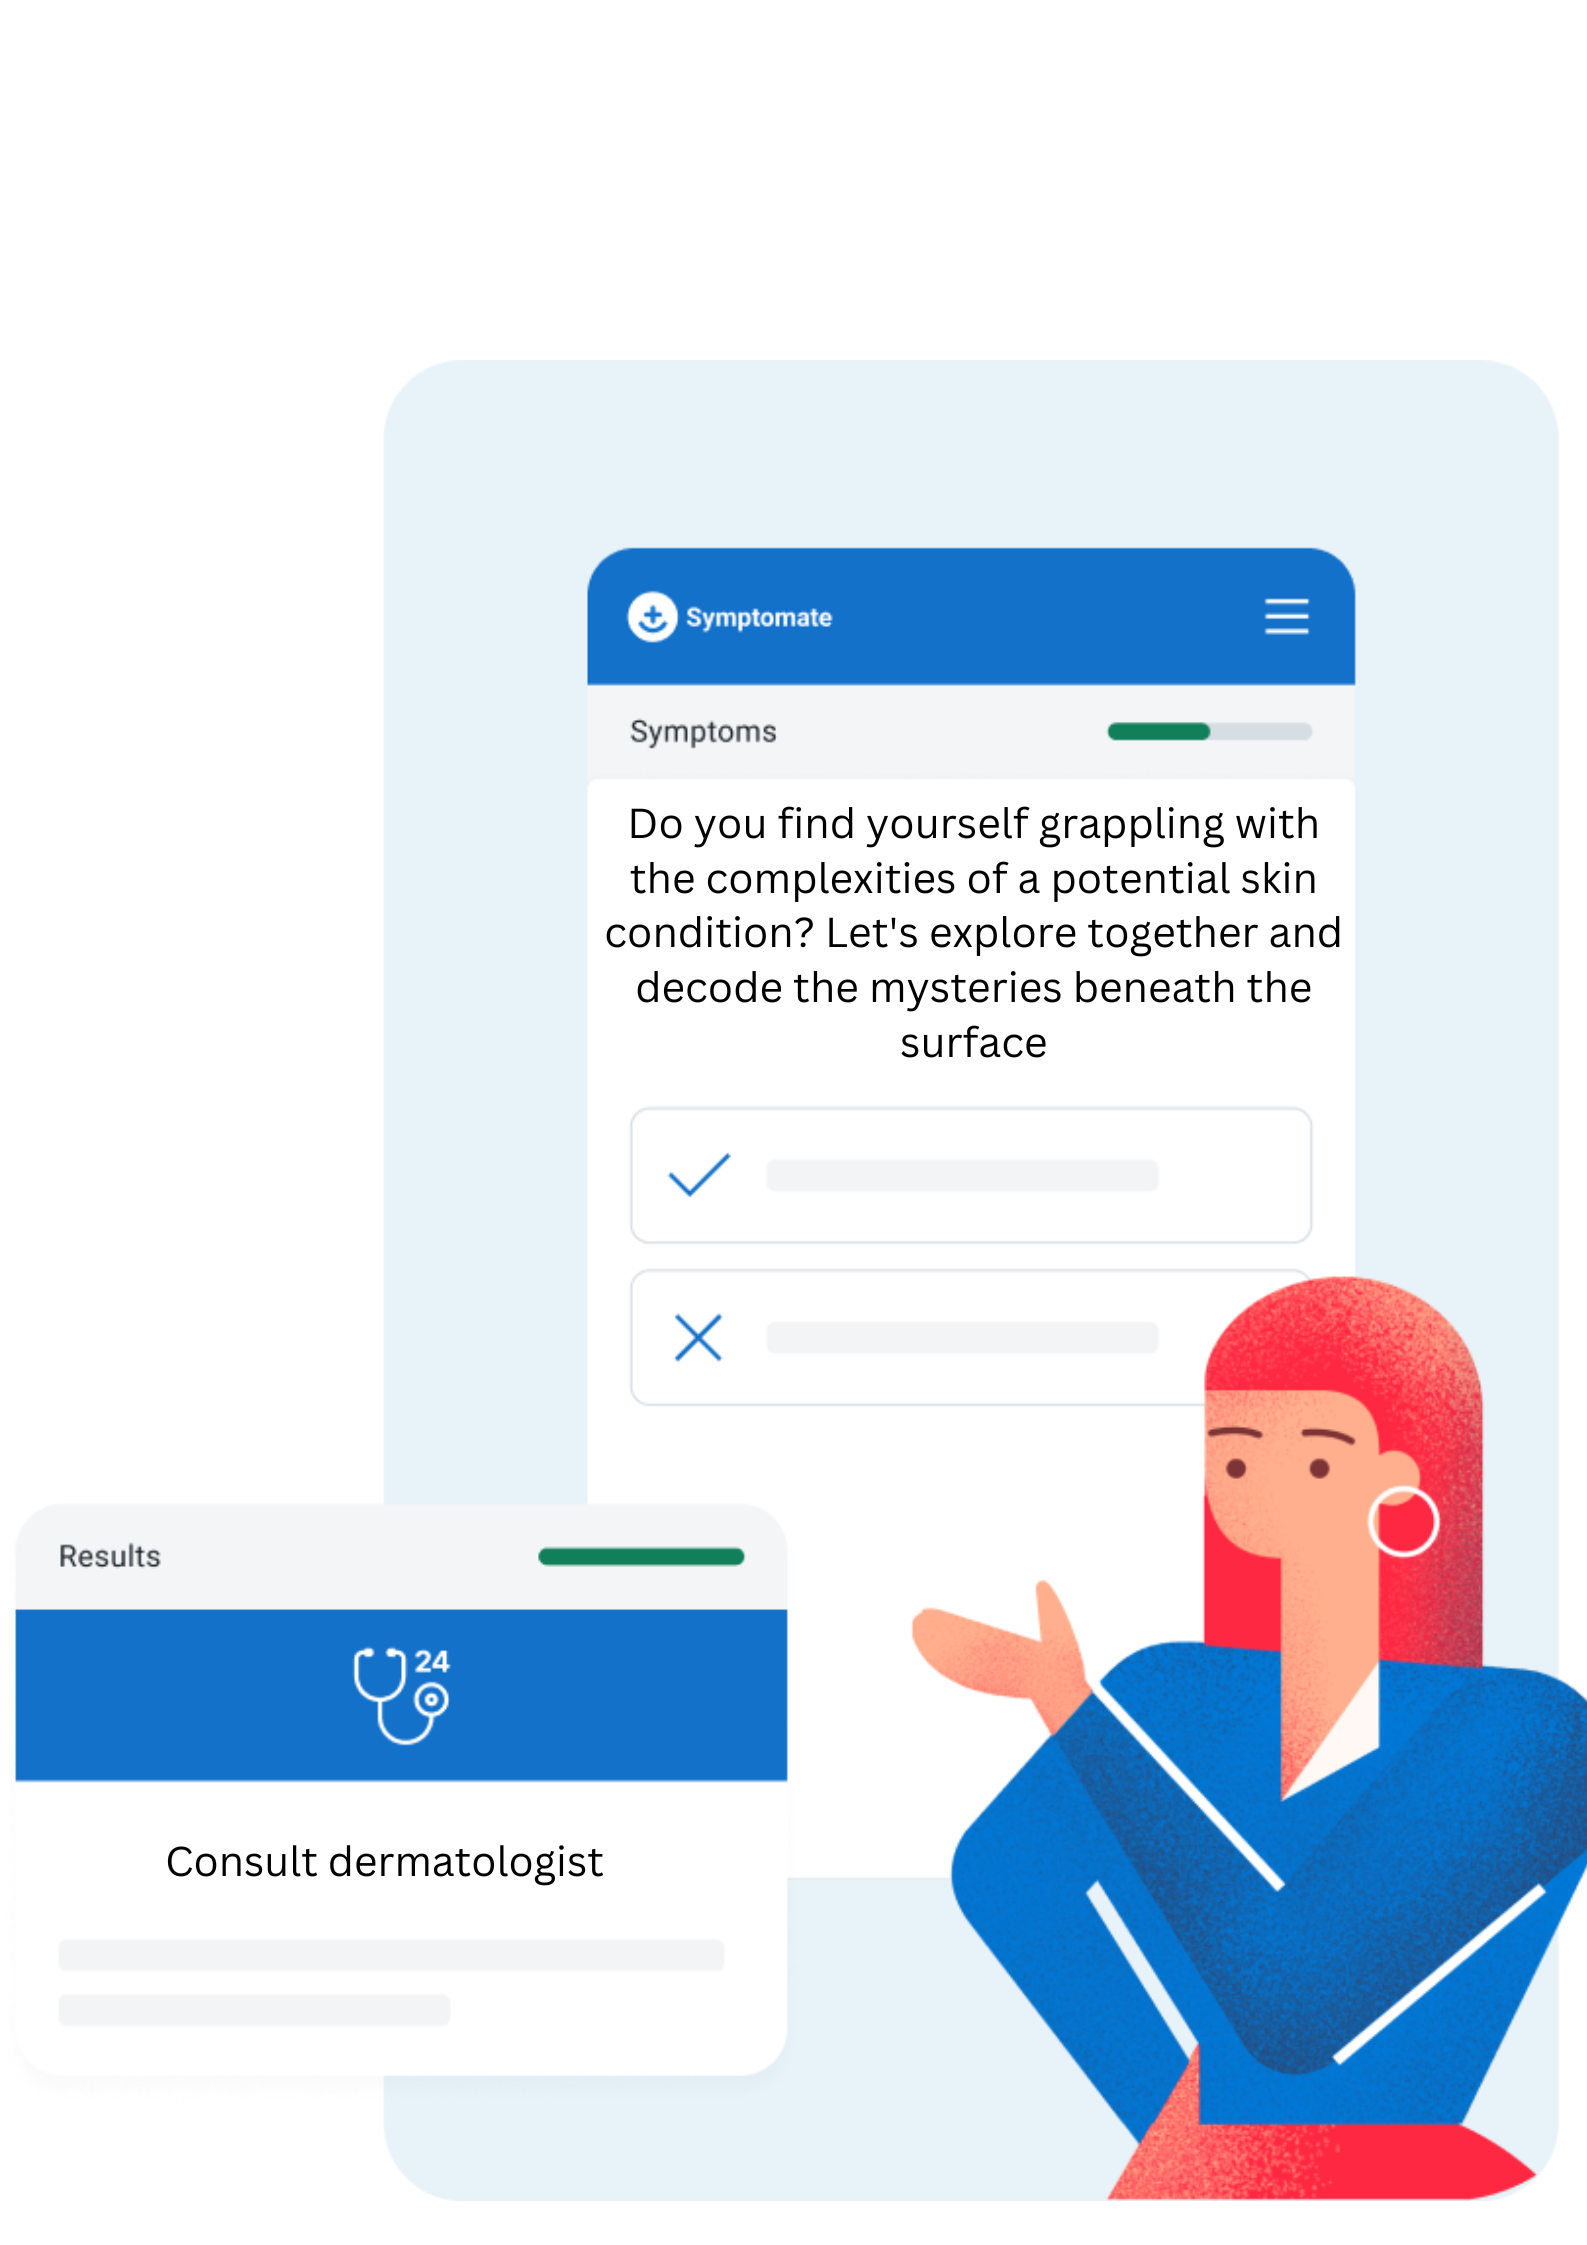 Symptomate
Symptoms
Do you find yourself grappling with
the complexities of a potential skin
condition? Let's explore together and
decode the mysteries beneath the
surface
Results
24
Consult dermatologist